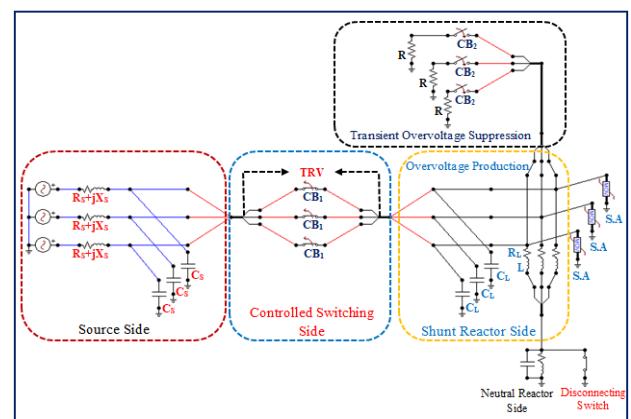 R
CB2
R
CB2
R
CB2
Transient Overvoltage Suppression
TRV
Overvoltage Production
RS+jXS
CB1
RS+jXS
CB1
RS+jXS
CB1
S.A
S.A
S.A
RL
L
CS
CS
CS
CL
CL
CL
Controlled Switching
Side
Source Side
Shunt Reactor Side
Neutral Reactor
Side
Disconnecting
Switch